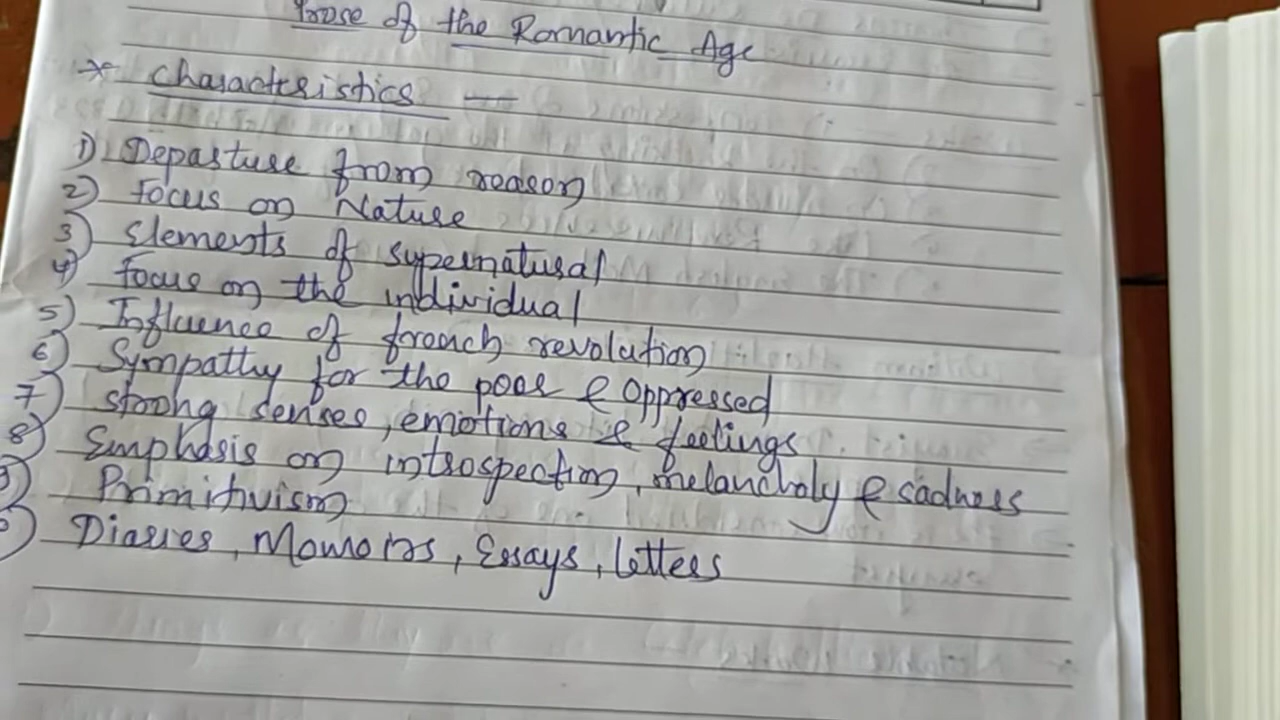 Prose of the Romantic Age
* Characteristics —
1) Departure from reason
2) Focus on Nature
3) Elements of supernatural
4) Focus on the individual
5) Influence of french revolution
6) Sympathy for the poor & oppressed
7) strong senses, emotions & feelings
8) Emphasis on introspection, melancholy & sadness
9) Primitivism
Diaries, Memoirs, Essays, letters